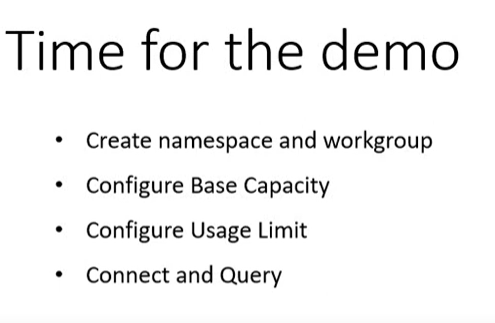 Time for the demo
• Create namespace and workgroup
• Configure Base Capacity
• Configure Usage Limit
• Connect and Query